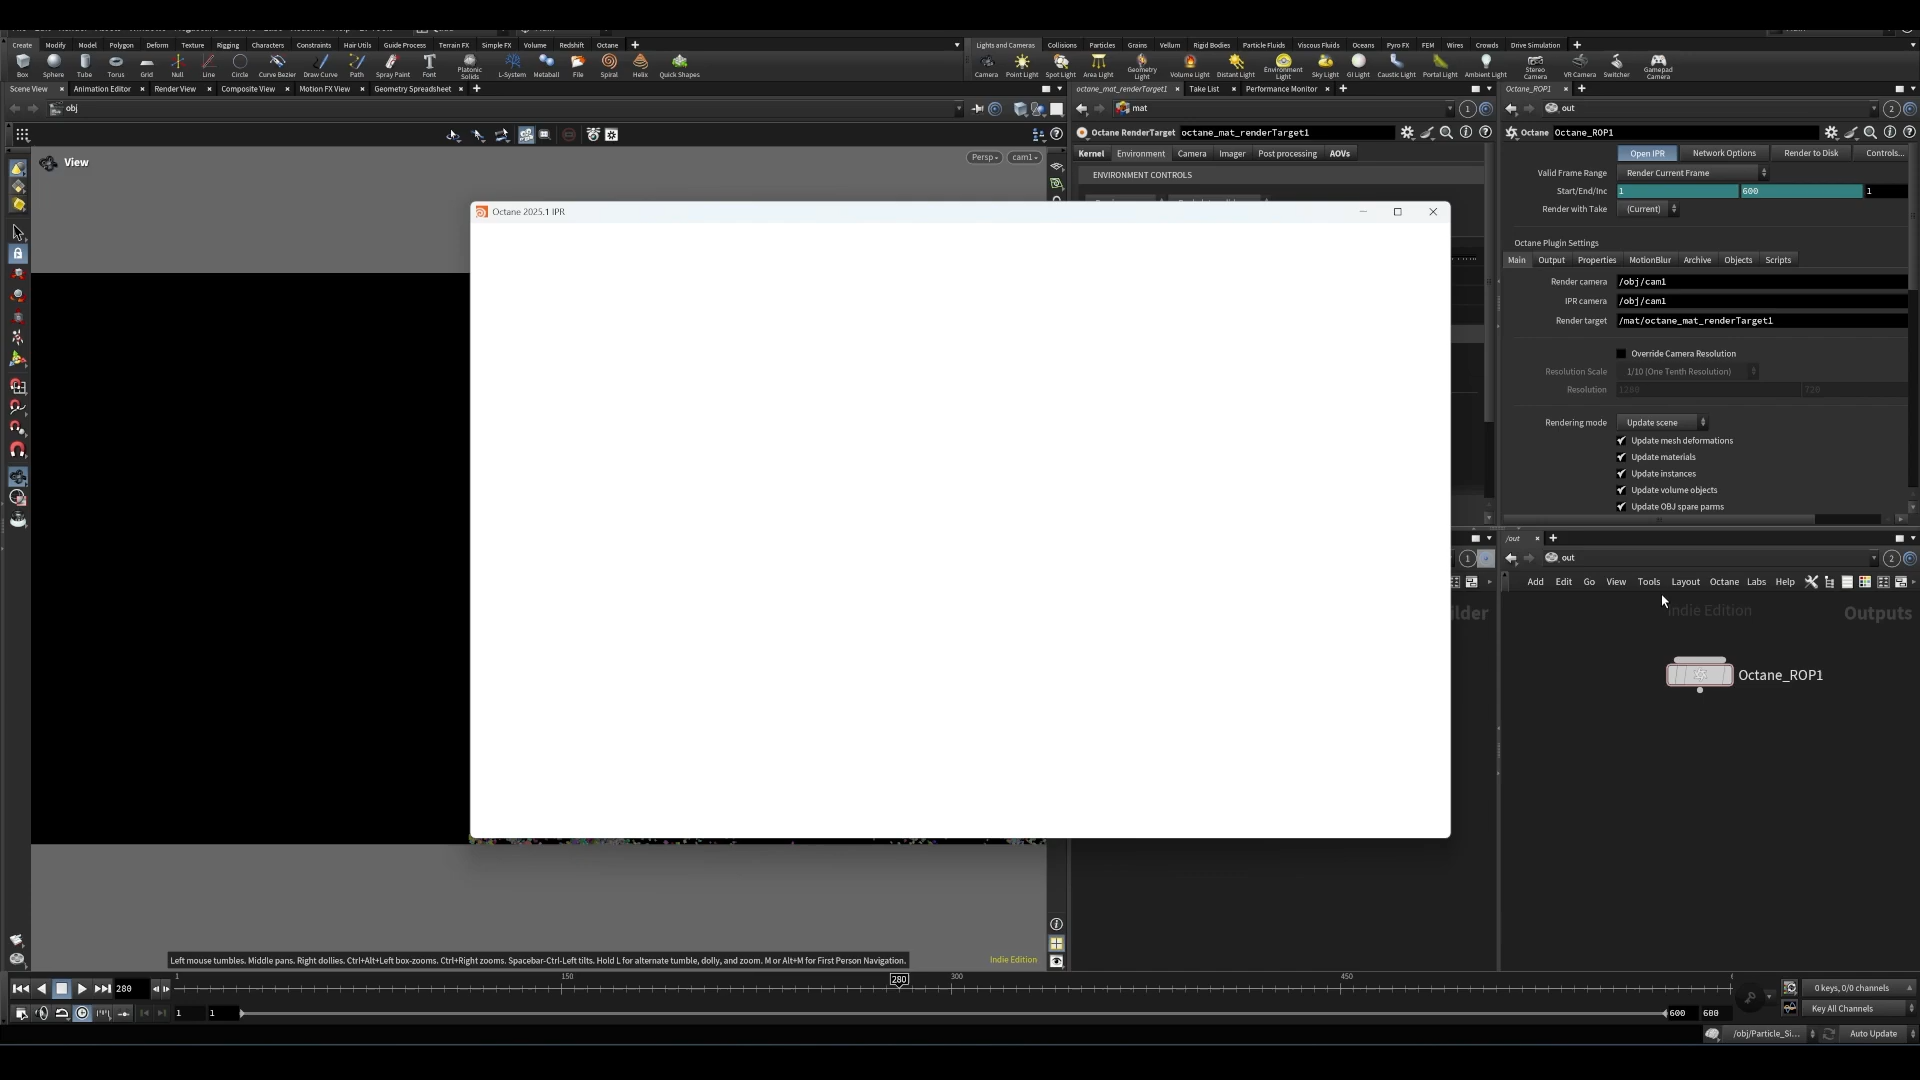 Create Modify Model Polygon Deform Texture Rigging Characters Constraints Hair Utils Guide Process Terrain FX Simple FX Volume Redshift Octane
Lights and Cameras Collisions Particles Grains Vellum Rigid Bodies Particle Fluids Viscous Fluids Oceans Pyro FX FEM Wires Crowds Drive Simulation
Box Sphere Tube Torus Grid Null Line Circle Curve Bezier Draw Curve Path Spray Paint Font Platonic Solids L-System Metaball File Spiral Helix Quick Shapes
Camera Point Light Spot Light Area Light Geometry Light Volume Light Distant Light Environment Light Sky Light GI Light Caustic Light Portal Light Ambient Light Stereo Camera VR Camera Switcher Gamepad Camera
Scene View Animation Editor Render View Composite View Motion FX View Geometry Spreadsheet
octane_mat_renderTarget1 Take List Performance Monitor
Octane_ROP1
obj
mat 1
out 2
Octane RenderTarget octane_mat_renderTarget1
Octane Octane_ROP1
View
Persp cam1
Kernel Environment Camera Imager Post processing AOVs
ENVIRONMENT CONTROLS
Open IPR Network Options Render to Disk Controls...
Valid Frame Range Render Current Frame
Start/End/Inc 1 600 1
Render with Take (Current)
Octane Plugin Settings
Main Output Properties MotionBlur Archive Objects Scripts
Render camera /obj/cam1
IPR camera /obj/cam1
Render target /mat/octane_mat_renderTarget1
Override Camera Resolution
Resolution Scale 1/10 (One Tenth Resolution)
Resolution 1280 720
Rendering mode Update scene
Update mesh deformations
Update materials
Update instances
Update volume objects
Update OBJ spare parms
Octane 2025.1 IPR
/out
1
out 2
Add Edit Go View Tools Layout Octane Labs Help
lder
Indie Edition
Outputs
Octane_ROP1
Left mouse tumbles. Middle pans. Right dollies. Ctrl+Alt+Left box-zooms. Ctrl+Right zooms. Spacebar-Ctrl-Left tilts. Hold L for alternate tumble, dolly, and zoom. M or Alt+M for First Person Navigation.
Indie Edition
280
1 150 280 300 450
0 keys, 0/0 channels
1 1 600 600
Key All Channels
/obj/Particle_Si...
Auto Update